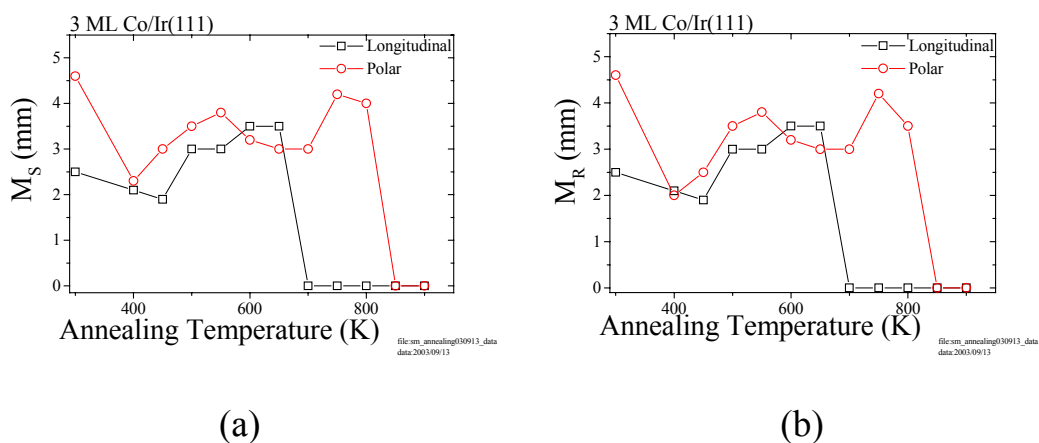 3 ML Co/Ir(111)
Longitudinal
Polar
5
4
3
2
1
0
M_S (mm)
400 600 800
Annealing Temperature (K)
file:sm_annealing030913_data
data:2003/09/13
(a)
3 ML Co/Ir(111)
Longitudinal
Polar
5
4
3
2
1
0
M_R (mm)
400 600 800
Annealing Temperature (K)
file:sm_annealing030913_data
data:2003/09/13
(b)